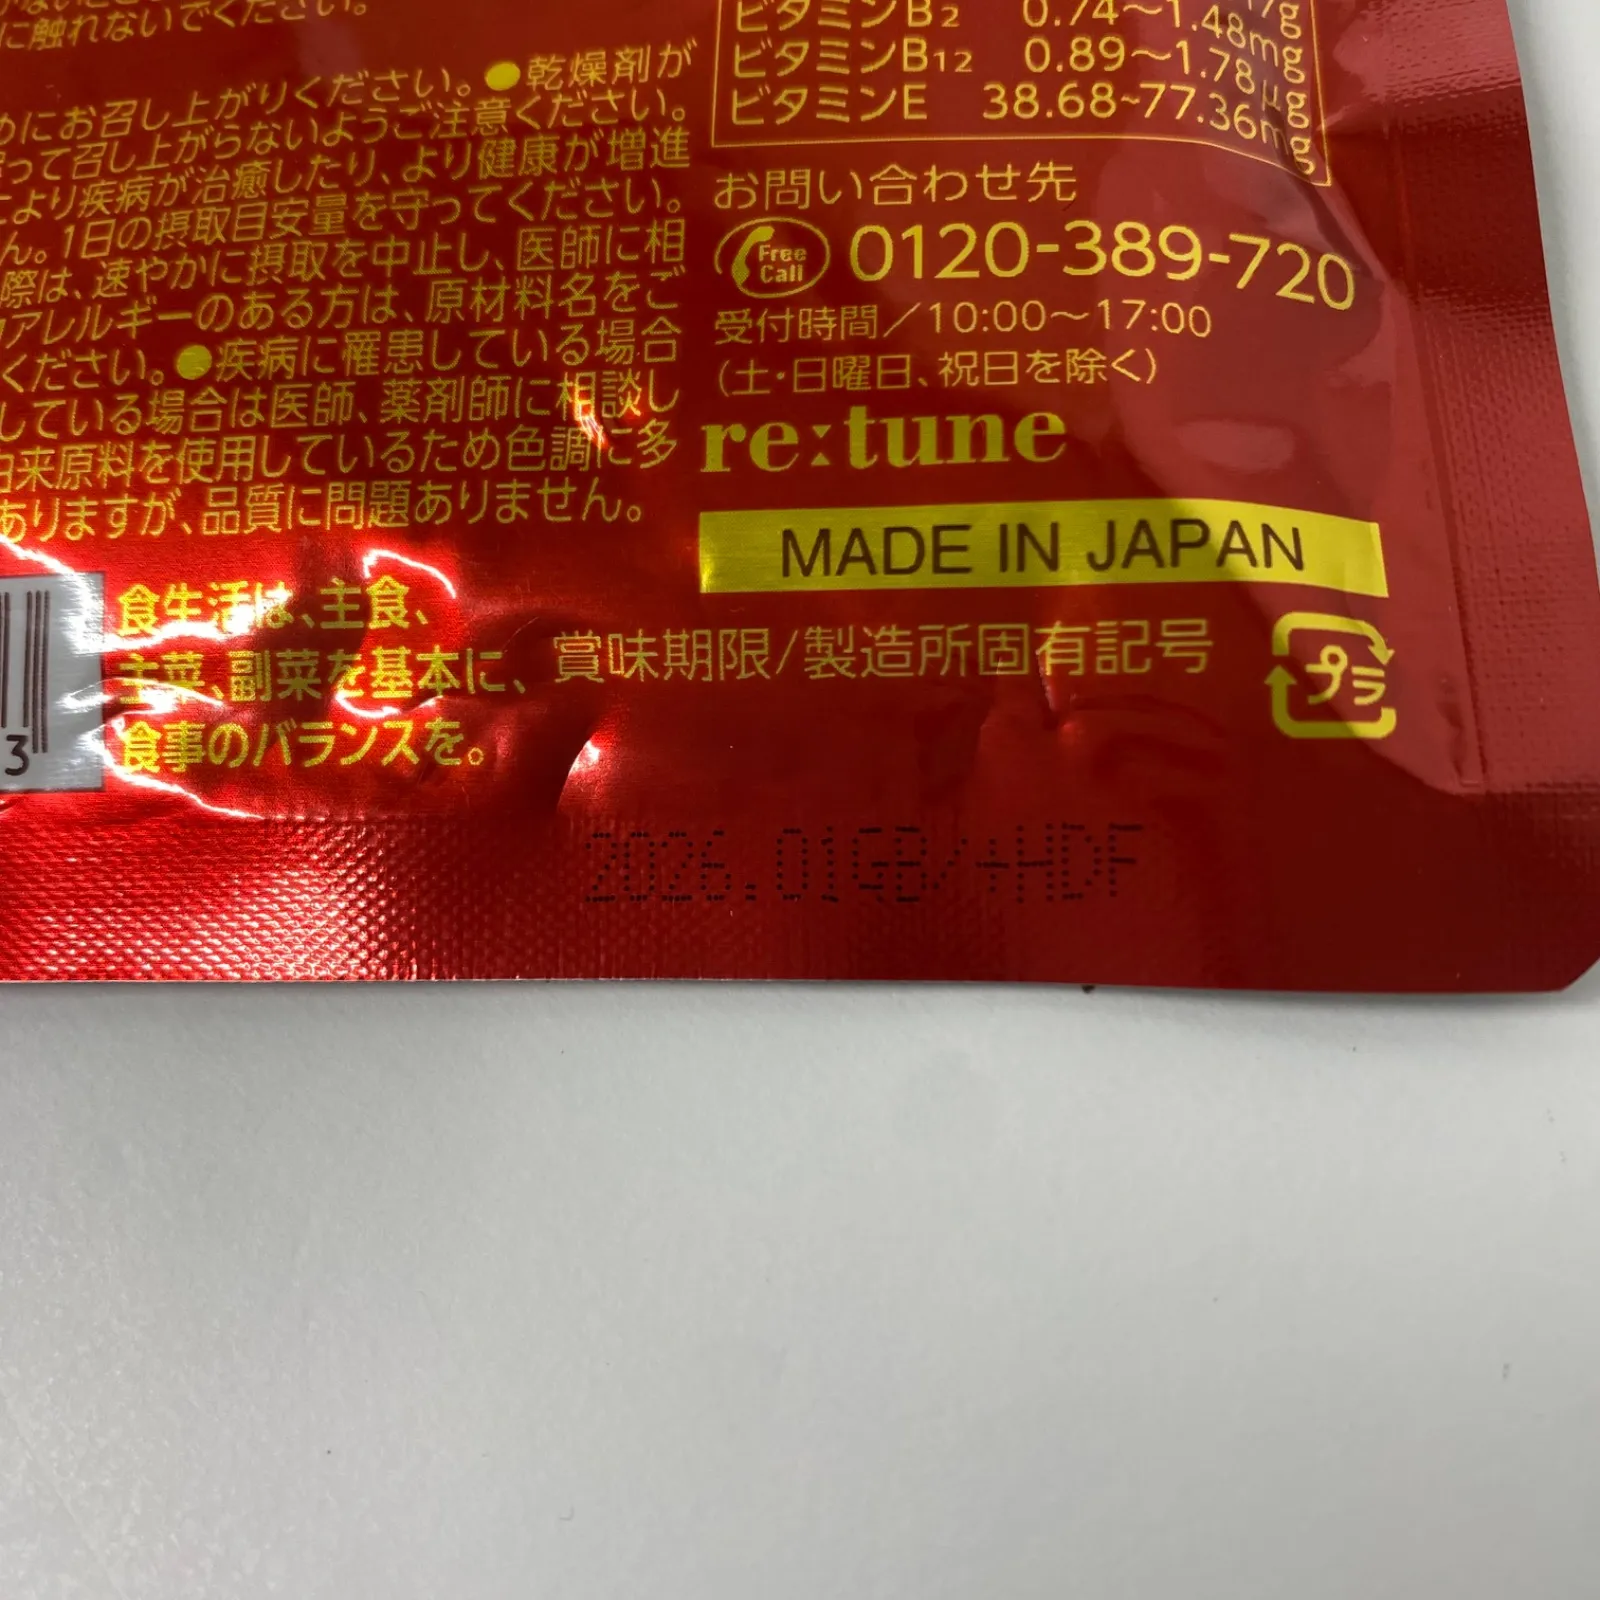 に触れないでください。
めにお召し上がりください。●乾燥剤が
って召し上がらないようご注意ください。
より疾病が治癒したり、より健康が増進
ん。1日の摂取目安量を守ってください。
際は、速やかに摂取を中止し、医師に相
アレルギーのある方は、原材料名をご
ください。●疾病に罹患している場合
している場合は医師、薬剤師に相談し
由来原料を使用しているため色調に多
ありますが、品質に問題ありません。
3
食生活は、主食、
主菜、副菜を基本に、
食事のバランスを。
ビタミンB2 0.74～1.48mg
ビタミンB12 0.89～1.78μg
ビタミンE 38.68~77.36mg
お問い合わせ先
Free Call 0120-389-720
受付時間／10:00～17:00
(土・日曜日、祝日を除く)
re:tune
MADE IN JAPAN
賞味期限/製造所固有記号
プラ
2026.01GB/+HDF